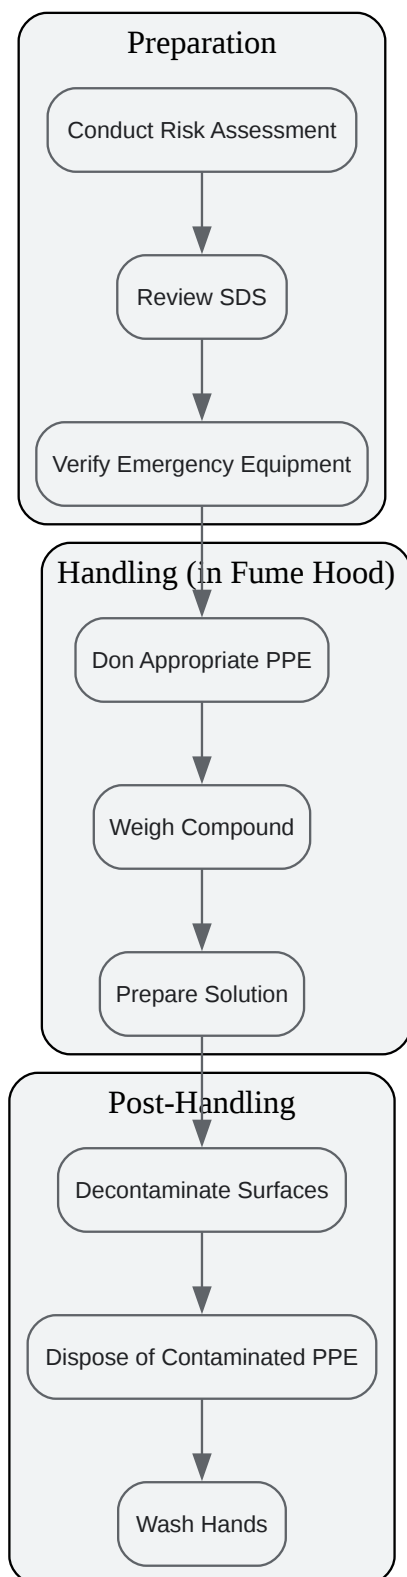 Preparation
Conduct Risk Assessment
Review SDS
Verify Emergency Equipment
Handling (in Fume Hood)
Don Appropriate PPE
Weigh Compound
Prepare Solution
Post-Handling
Decontaminate Surfaces
Dispose of Contaminated PPE
Wash Hands